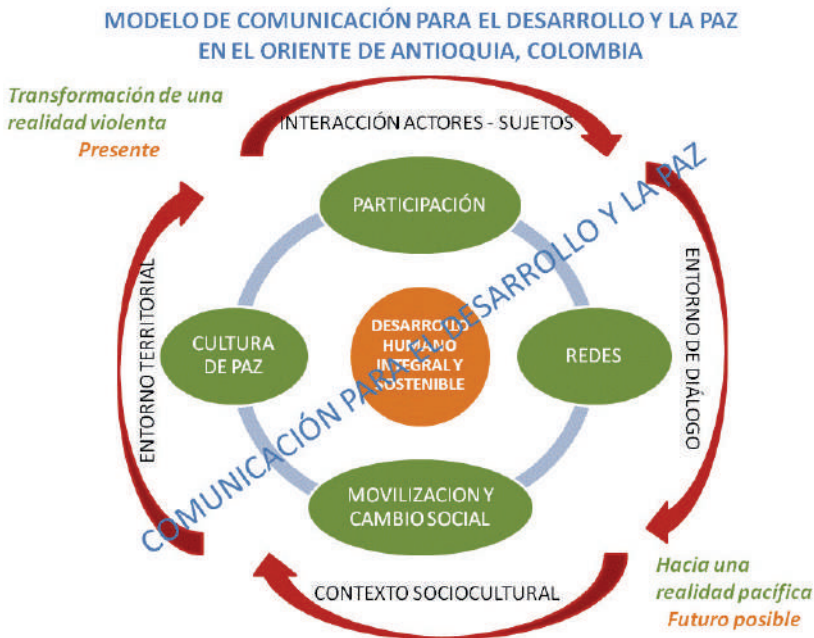 MODELO DE COMUNICACIÓN PARA EL DESARROLLO Y LA PAZ
EN EL ORIENTE DE ANTIOQUIA, COLOMBIA
Transformación de una
realidad violenta
Presente
INTERACCIÓN ACTORES - SUJETOS
PARTICIPACIÓN
ENTORNO TERRITORIAL
CULTURA
DE PAZ
DESARROLLO
HUMANO
INTEGRAL Y
SOSTENIBLE
REDES
ENTORNO DE DIÁLOGO
COMUNICACIÓN PARA EL DESARROLLO Y LA PAZ
MOVILIZACION Y
CAMBIO SOCIAL
CONTEXTO SOCIOCULTURAL
Hacia una
realidad pacífica
Futuro posible